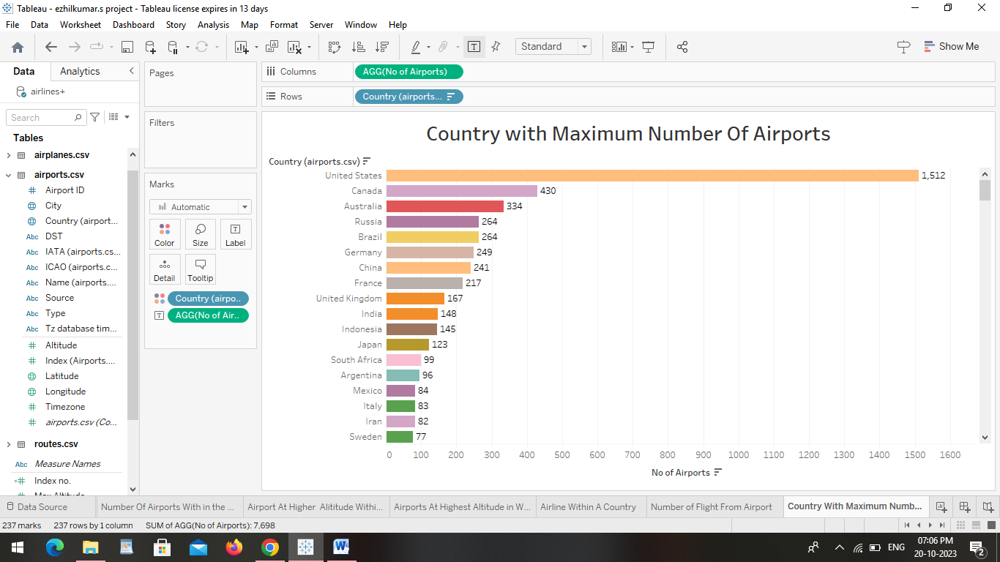 Tableau - ezhilkumar.s project - Tableau license expires in 13 days
File Data Worksheet Dashboard Story Analysis Map Format Server Window Help
Standard
Show Me
Data Analytics
airlines+
Search
Tables
airplanes.csv
airports.csv
# Airport ID
City
Country (airport...
Abc DST
Abc IATA (airports.cs...
Abc ICAO (airports.c...
Abc Name (airports....
Abc Source
Abc Type
Abc Tz database tim...
# Altitude
# Index (Airports....
Latitude
Longitude
# Timezone
# airports.csv (Co...
routes.csv
Abc Measure Names
=# Index no.
Pages
Filters
Marks
Automatic
Color Size Label
Detail Tooltip
Country (airpo..
AGG(No of Air..
Columns AGG(No of Airports)
Rows Country (airports...
Country with Maximum Number Of Airports
Country (airports.csv)
United States 1,512
Canada 430
Australia 334
Russia 264
Brazil 264
Germany 249
China 241
France 217
United Kingdom 167
India 148
Indonesia 145
Japan 123
South Africa 99
Argentina 96
Mexico 84
Italy 83
Iran 82
Sweden 77
0 100 200 300 400 500 600 700 800 900 1000 1100 1200 1300 1400 1500 1600
No of Airports
Data Source Number Of Airports With in the ... Airport At Higher Alititude Withi... Airports At Highest Altitude in W... Airline Within A Country Number of Flight From Airport Country With Maximum Numb...
237 marks 237 rows by 1 column SUM of AGG(No of Airports): 7,698
ENG
07:06 PM
20-10-2023
2